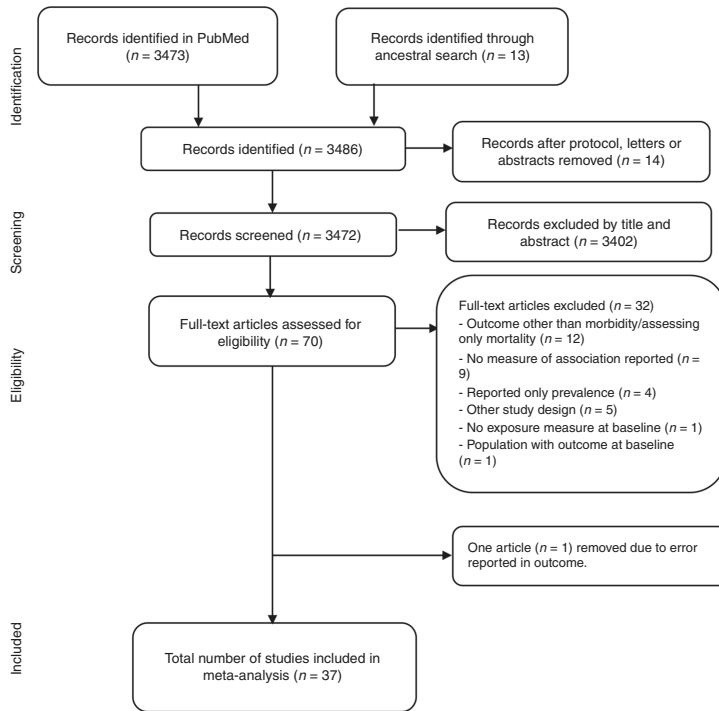 Identification
Records identified in PubMed
(n = 3473)
Records identified through
ancestral search (n = 13)
Records identified (n = 3486)
Records after protocol, letters or
abstracts removed (n = 14)
Screening
Records screened (n = 3472)
Records excluded by title and
abstract (n = 3402)
Eligibility
Full-text articles assessed for
eligibility (n = 70)
Full-text articles excluded (n = 32)
- Outcome other than morbidity/assessing
only mortality (n = 12)
- No measure of association reported (n =
9)
- Reported only prevalence (n = 4)
- Other study design (n = 5)
- No exposure measure at baseline (n = 1)
- Population with outcome at baseline
(n = 1)
One article (n = 1) removed due to error
reported in outcome.
Included
Total number of studies included in
meta-analysis (n = 37)